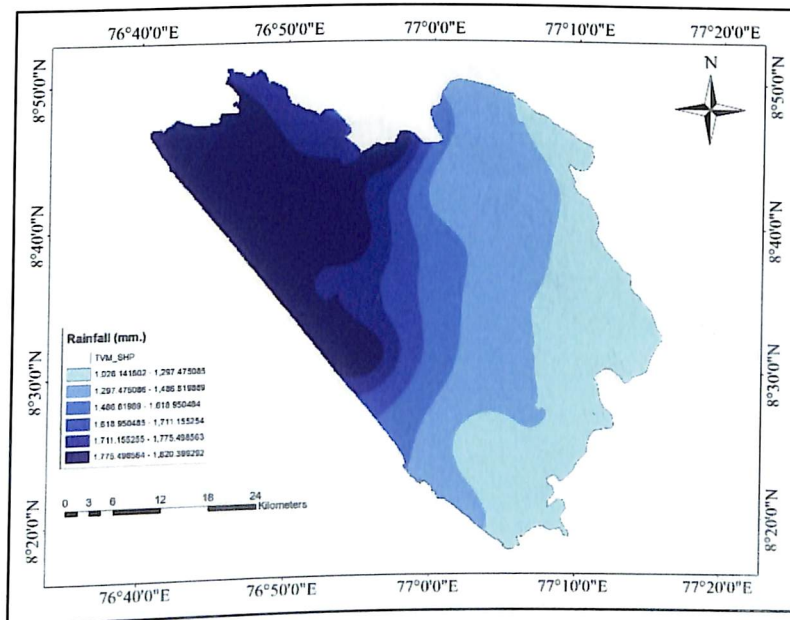 76°40'0"E 76°50'0"E 77°0'0"E 77°10'0"E 77°20'0"E
N
8°50'0"N 8°50'0"N
8°40'0"N 8°40'0"N
Rainfall (mm.)
TVM_SHP
1,026.141602 - 1,297.475085
1,297.475086 - 1,486.619889
1,486.61989 - 1,618.950484
1,618.950485 - 1,711.155254
1,711.155255 - 1,775.498563
1,775.498564 - 1,820.399292
8°30'0"N 8°30'0"N
0 3 6 12 18 24
Kilometers
8°20'0"N 8°20'0"N
76°40'0"E 76°50'0"E 77°0'0"E 77°10'0"E 77°20'0"E